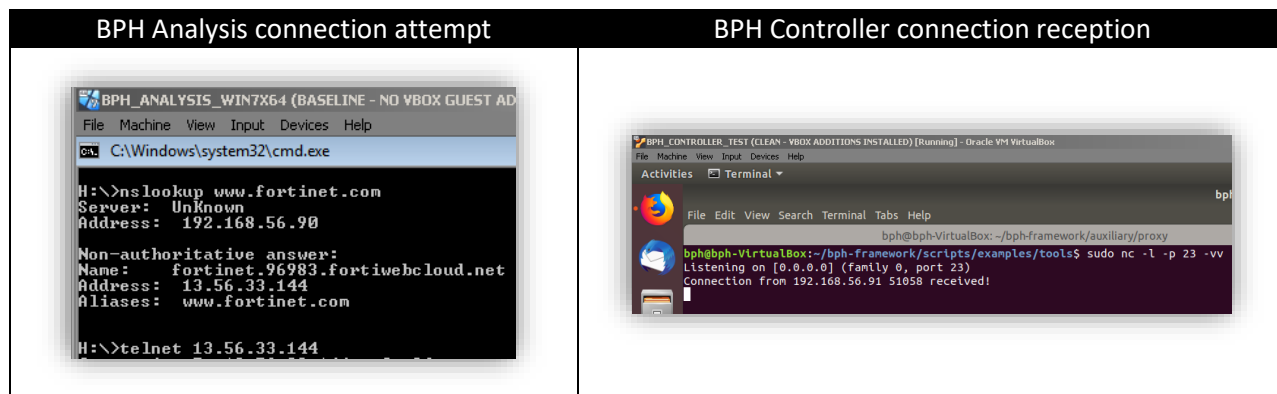 BPH Analysis connection attempt
BPH Controller connection reception
BPH_ANALYSIS_WIN7X64 (BASELINE - NO VBOX GUEST AD
File Machine View Input Devices Help
C:\Windows\system32\cmd.exe
H:\>nslookup www.fortinet.com
Server: UnKnown
Address: 192.168.56.90
Non-authoritative answer:
Name: fortinet.96983.fortiwebcloud.net
Address: 13.56.33.144
Aliases: www.fortinet.com
H:\>telnet 13.56.33.144
BPH_CONTROLLER_TEST (CLEAN - VBOX ADDITIONS INSTALLED) [Running] - Oracle VM VirtualBox
File Machine View Input Devices Help
Activities Terminal
bph
File Edit View Search Terminal Tabs Help
bph@bph-VirtualBox: ~/bph-framework/auxiliary/proxy
bph@bph-VirtualBox:~/bph-framework/scripts/examples/tools$ sudo nc -l -p 23 -vv
Listening on [0.0.0.0] (family 0, port 23)
Connection from 192.168.56.91 51058 received!